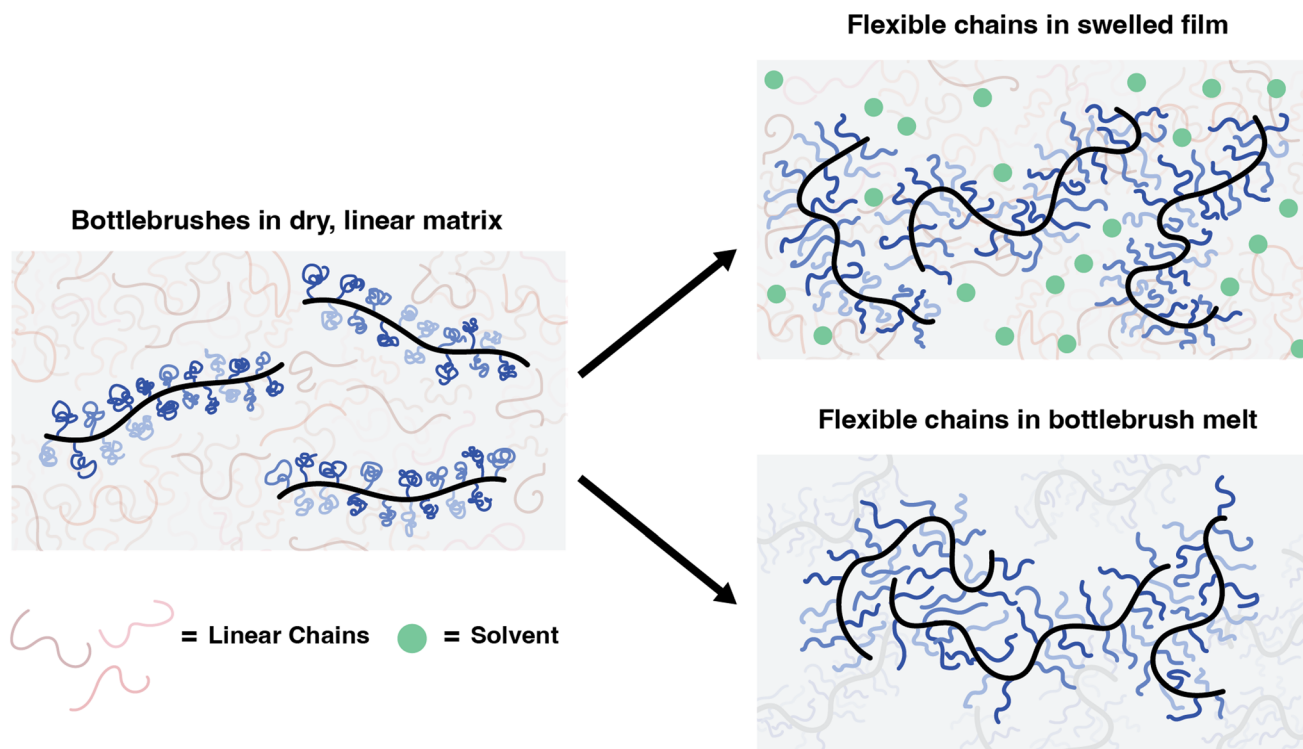 Flexible chains in swelled film
Bottlebrushes in dry, linear matrix
Flexible chains in bottlebrush melt
= Linear Chains
= Solvent